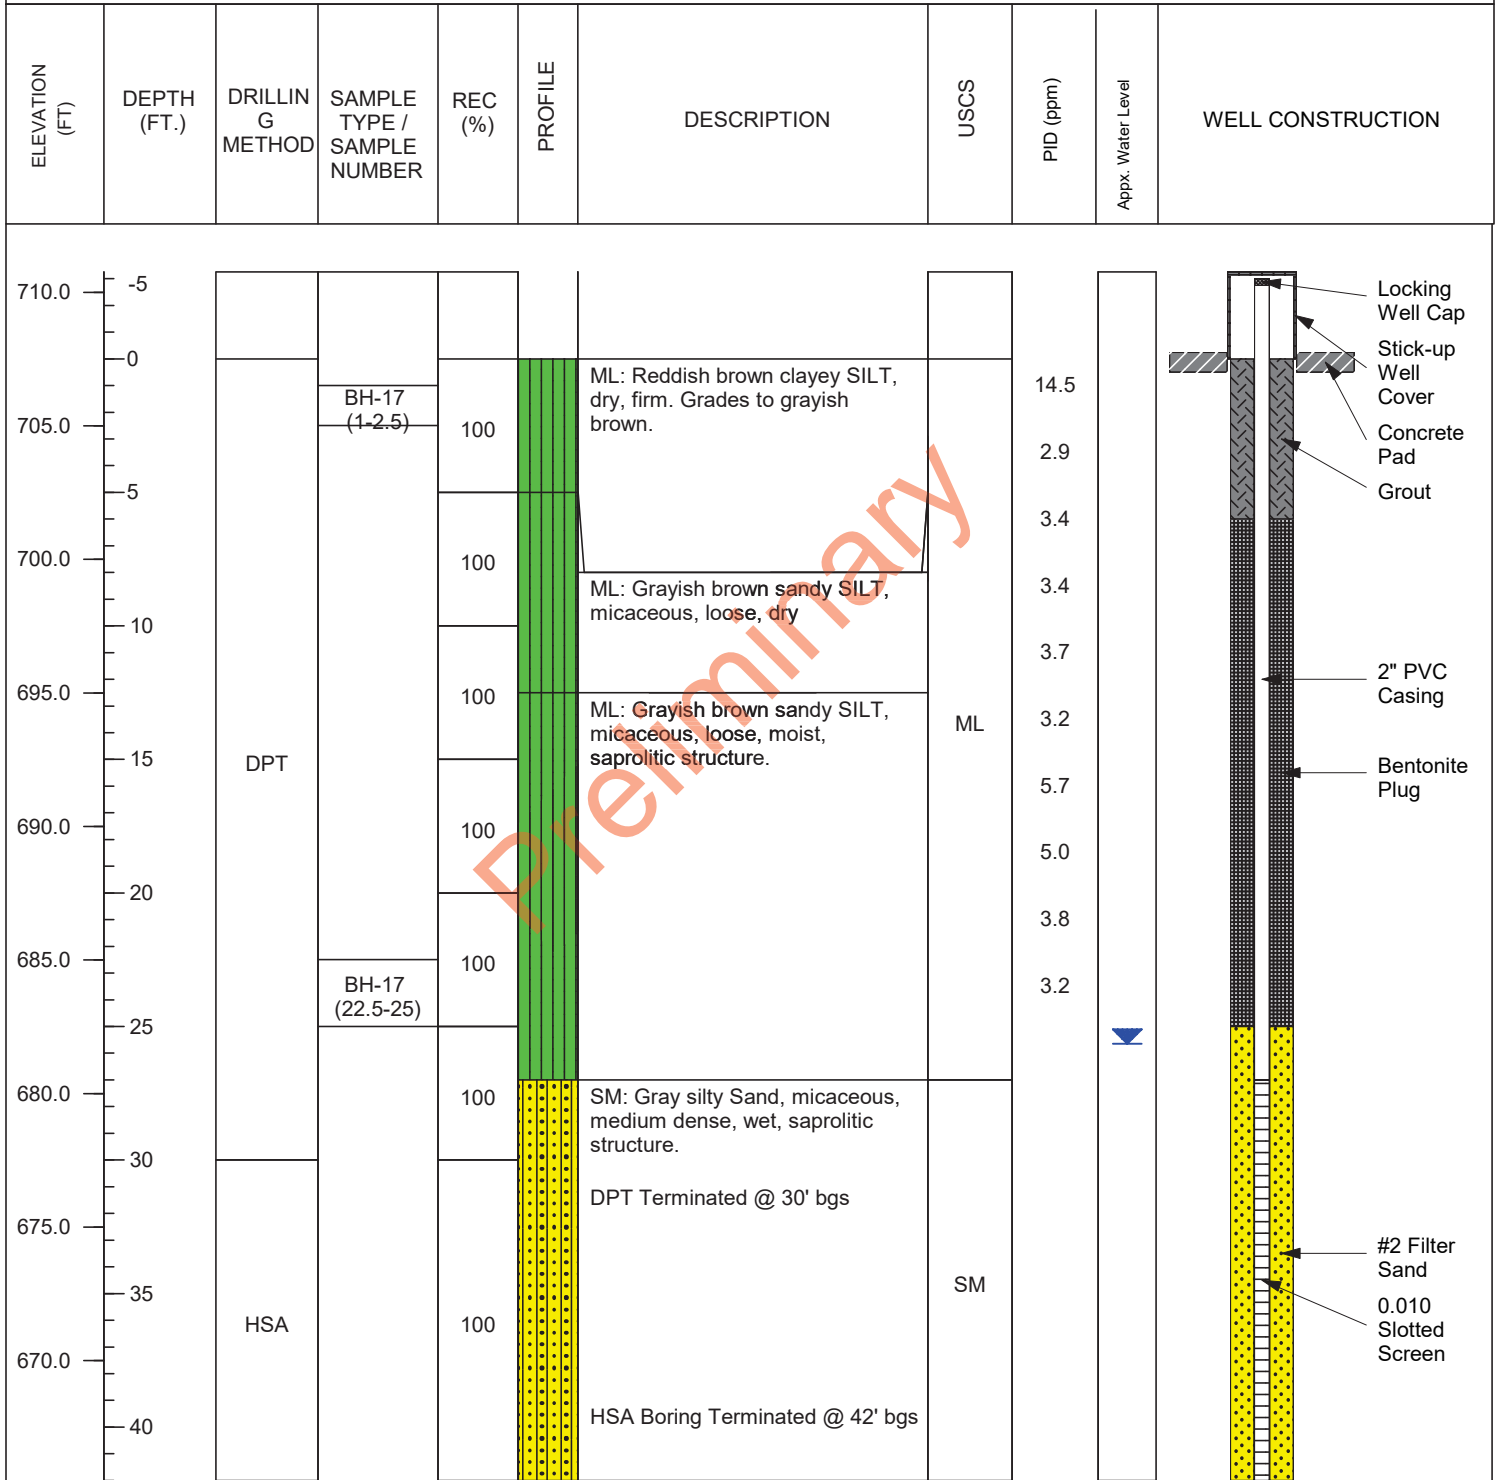 ELEVATION
(FT)
DEPTH
(FT.)
DRILLIN
G
METHOD
SAMPLE
TYPE /
SAMPLE
NUMBER
REC
(%)
PROFILE
DESCRIPTION
USCS
PID (ppm)
Appx. Water Level
WELL CONSTRUCTION
710.0
705.0
700.0
695.0
690.0
685.0
680.0
675.0
670.0
-5
0
5
10
15
20
25
30
35
40
DPT
HSA
BH-17
(1-2.5)
BH-17
(22.5-25)
100
100
100
100
100
100
100
ML: Reddish brown clayey SILT,
dry, firm. Grades to grayish
brown.
ML: Grayish brown sandy SILT,
micaceous, loose, dry
ML: Grayish brown sandy SILT,
micaceous, loose, moist,
saprolitic structure.
SM: Gray silty Sand, micaceous,
medium dense, wet, saprolitic
structure.
DPT Terminated @ 30' bgs
HSA Boring Terminated @ 42' bgs
Preliminary
ML
SM
14.5
2.9
3.4
3.4
3.7
3.2
5.7
5.0
3.8
3.2
Locking
Well Cap
Stick-up
Well
Cover
Concrete
Pad
Grout
2" PVC
Casing
Bentonite
Plug
#2 Filter
Sand
0.010
Slotted
Screen